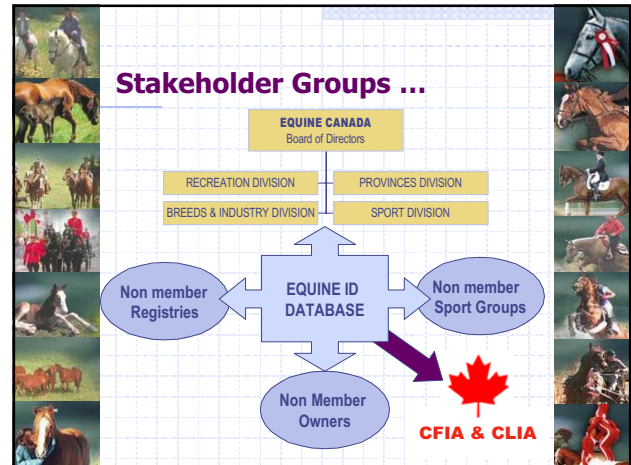 Stakeholder Groups ...
EQUINE CANADA
Board of Directors
RECREATION DIVISION
PROVINCES DIVISION
BREEDS & INDUSTRY DIVISION
SPORT DIVISION
Non member
Registries
EQUINE ID
DATABASE
Non member
Sport Groups
Non Member
Owners
CFIA & CLIA